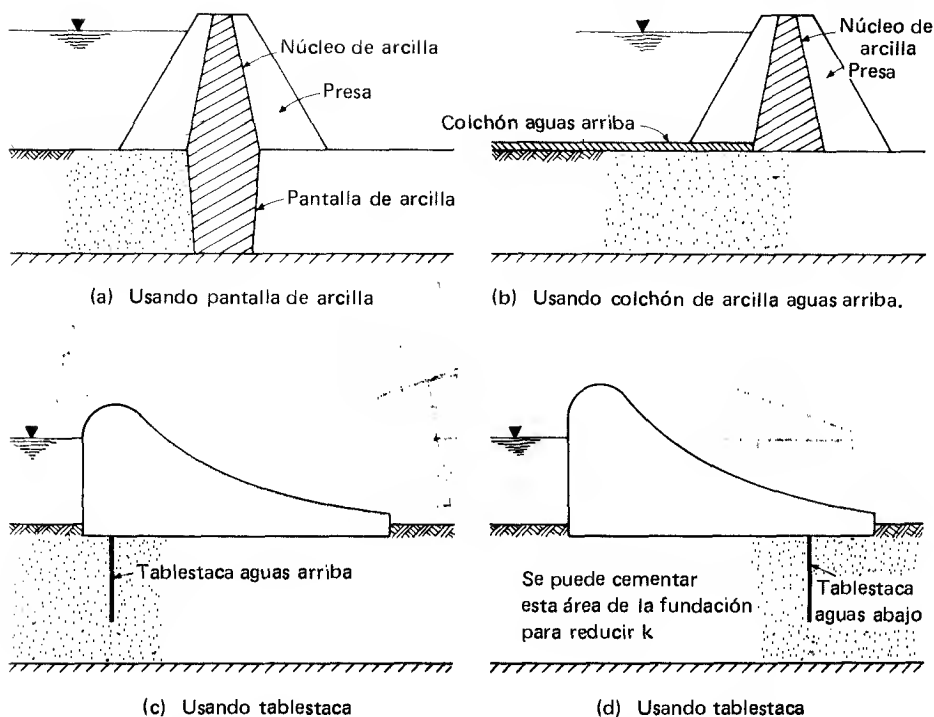 Núcleo de arcilla
Presa
Pantalla de arcilla
(a) Usando pantalla de arcilla
Núcleo de
arcilla
Presa
Colchón aguas arriba
(b) Usando colchón de arcilla aguas arriba.
Tablestaca aguas arriba
(c) Usando tablestaca
Se puede cementar
esta área de la fundación
para reducir k
Tablestaca
aguas abajo
(d) Usando tablestaca